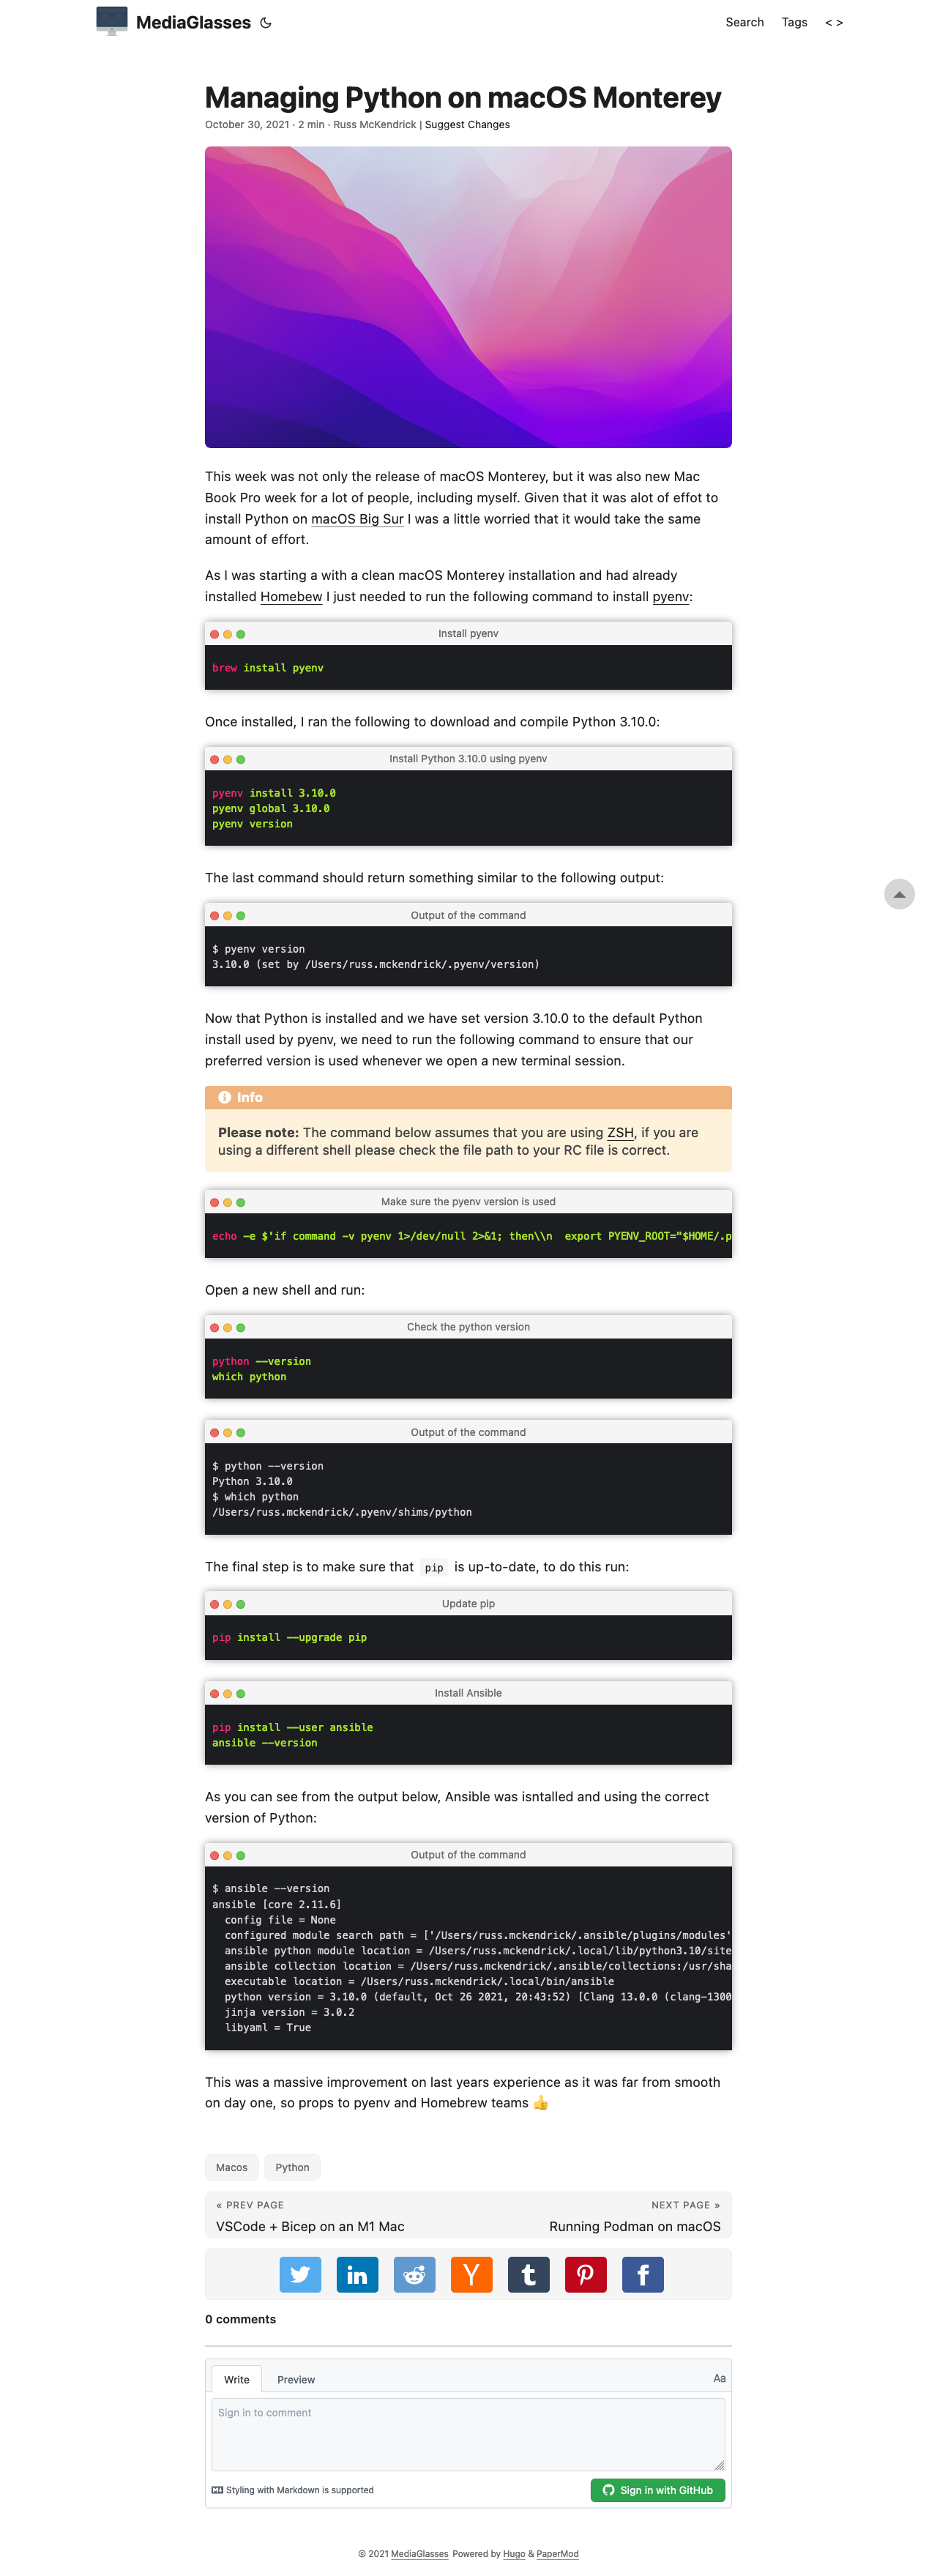 MediaGlasses
Search Tags < >
Managing Python on macOS Monterey
October 30, 2021 · 2 min · Russ McKendrick | Suggest Changes
This week was not only the release of macOS Monterey, but it was also new Mac
Book Pro week for a lot of people, including myself. Given that it was alot of effot to
install Python on macOS Big Sur I was a little worried that it would take the same
amount of effort.
As I was starting a with a clean macOS Monterey installation and had already
installed Homebew I just needed to run the following command to install pyenv:
Install pyenv
brew install pyenv
Once installed, I ran the following to download and compile Python 3.10.0:
Install Python 3.10.0 using pyenv
pyenv install 3.10.0
pyenv global 3.10.0
pyenv version
The last command should return something similar to the following output:
Output of the command
$ pyenv version
3.10.0 (set by /Users/russ.mckendrick/.pyenv/version)
Now that Python is installed and we have set version 3.10.0 to the default Python
install used by pyenv, we need to run the following command to ensure that our
preferred version is used whenever we open a new terminal session.
Info
Please note: The command below assumes that you are using ZSH, if you are
using a different shell please check the file path to your RC file is correct.
Make sure the pyenv version is used
echo -e $'if command -v pyenv 1>/dev/null 2>&1; then\\n  export PYENV_ROOT="$HOME/.p
Open a new shell and run:
Check the python version
python --version
which python
Output of the command
$ python --version
Python 3.10.0
$ which python
/Users/russ.mckendrick/.pyenv/shims/python
The final step is to make sure that pip is up-to-date, to do this run:
Update pip
pip install --upgrade pip
Install Ansible
pip install --user ansible
ansible --version
As you can see from the output below, Ansible was isntalled and using the correct
version of Python:
Output of the command
$ ansible --version
ansible [core 2.11.6]
  config file = None
  configured module search path = ['/Users/russ.mckendrick/.ansible/plugins/modules'
  ansible python module location = /Users/russ.mckendrick/.local/lib/python3.10/site
  ansible collection location = /Users/russ.mckendrick/.ansible/collections:/usr/sha
  executable location = /Users/russ.mckendrick/.local/bin/ansible
  python version = 3.10.0 (default, Oct 26 2021, 20:43:52) [Clang 13.0.0 (clang-1300
  jinja version = 3.0.2
  libyaml = True
This was a massive improvement on last years experience as it was far from smooth
on day one, so props to pyenv and Homebrew teams 👍
Macos Python
« PREV PAGE NEXT PAGE »
VSCode + Bicep on an M1 Mac Running Podman on macOS
0 comments
Write Preview Aa
Sign in to comment
Styling with Markdown is supported Sign in with GitHub
© 2021 MediaGlasses Powered by Hugo & PaperMod